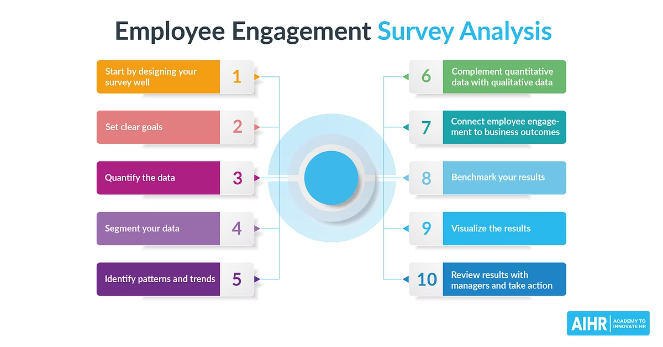 Employee Engagement Survey Analysis
Start by designing your
survey well
1
Set clear goals
2
Quantify the data
3
Segment your data
4
Identify patterns and trends
5
6
Complement quantitative
data with qualitative data
7
Connect employee engage-
ment to business outcomes
8
Benchmark your results
9
Visualize the results
10
Review results with
managers and take action
AIHR
ACADEMY TO
INNOVATE HR